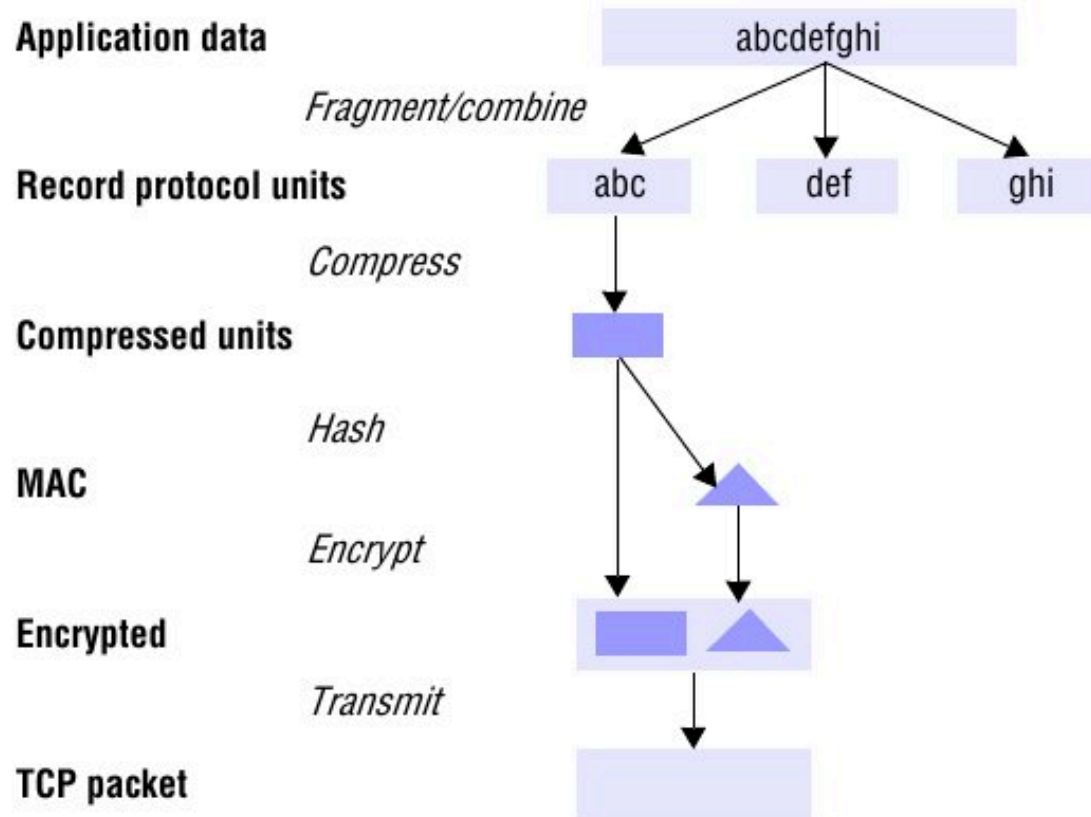 Application data
abcdefghi
Fragment/combine
Record protocol units
abc
def
ghi
Compress
Compressed units
Hash
MAC
Encrypt
Encrypted
Transmit
TCP packet